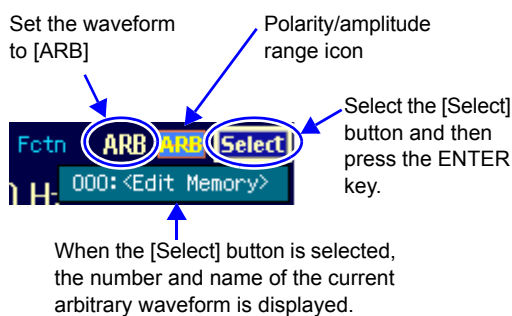 Set the waveform
to [ARB]
Polarity/amplitude
range icon
Select the [Select]
button and then
press the ENTER
key.
Fctn ARB ARB Select
H:
000:<Edit Memory>
When the [Select] button is selected,
the number and name of the current
arbitrary waveform is displayed.